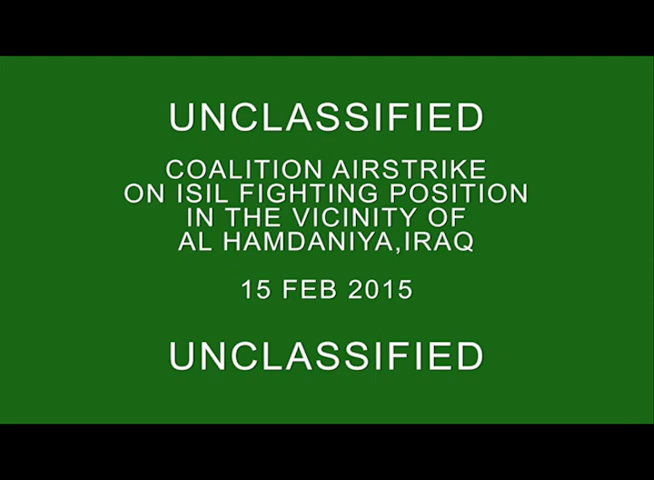 UNCLASSIFIED
COALITION AIRSTRIKE
ON ISIL FIGHTING POSITION
IN THE VICINITY OF
AL HAMDANIYA,IRAQ
15 FEB 2015
UNCLASSIFIED